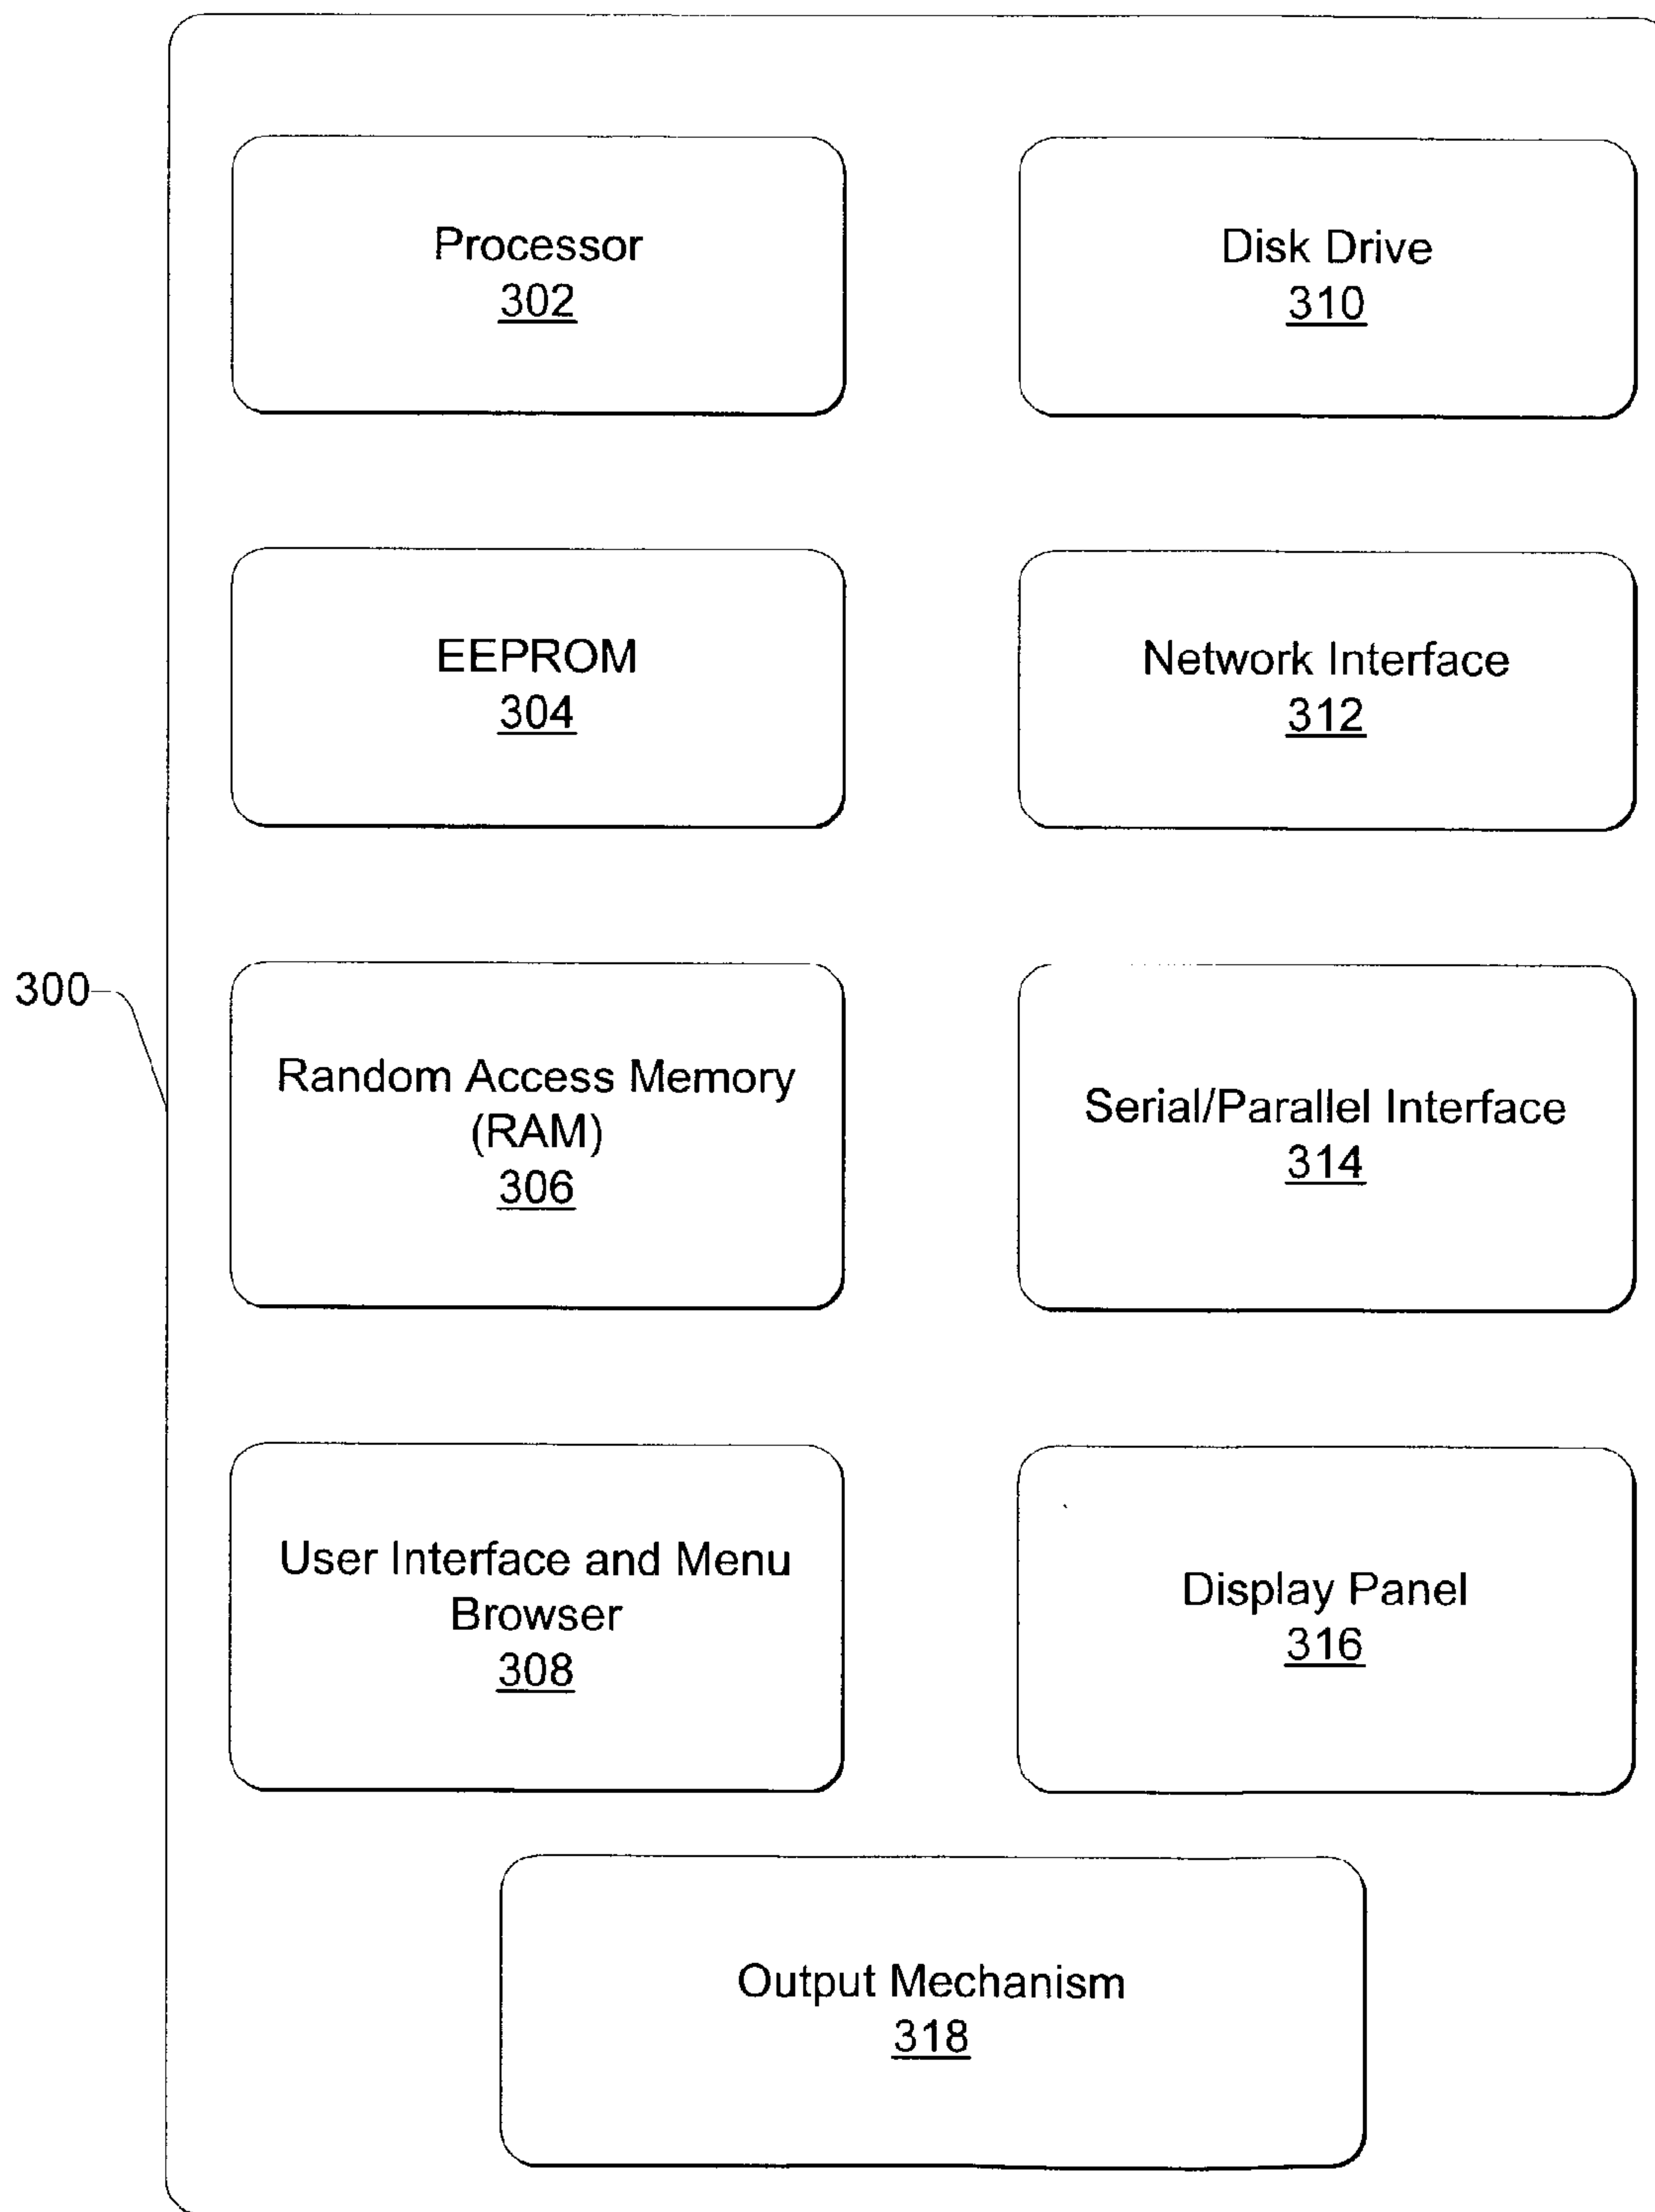 Processor
302
Disk Drive
310
EEPROM
304
Network Interface
312
300
Random Access Memory
(RAM)
306
Serial/Parallel Interface
314
User Interface and Menu
Browser
308
Display Panel
316
Output Mechanism
318